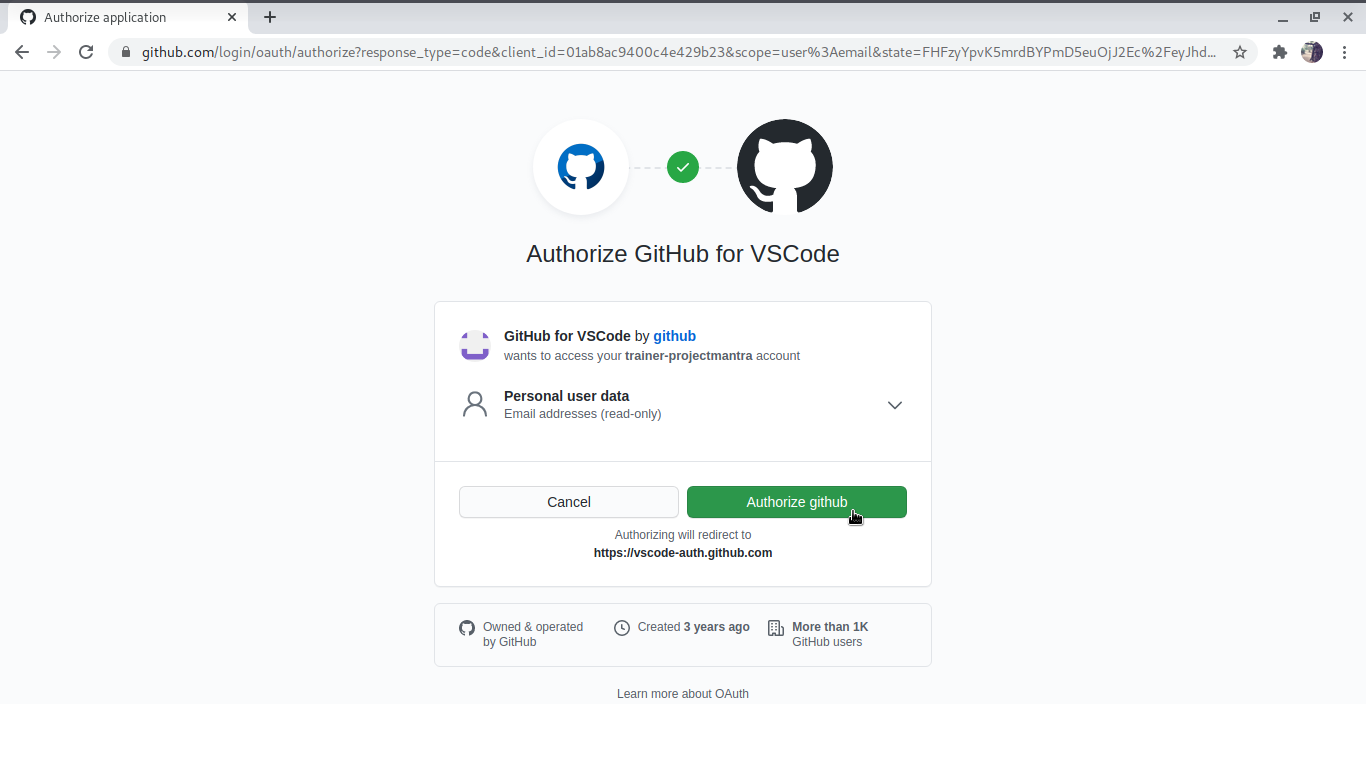 Authorize application
github.com/login/oauth/authorize?response_type=code&client_id=01ab8ac9400c4e429b23&scope=user%3Aemail&state=FHFzyYpvK5mrdBYPmD5euOjJ2Ec%2FeyJhd...
Authorize GitHub for VSCode
GitHub for VSCode by github
wants to access your trainer-projectmantra account
Personal user data
Email addresses (read-only)
Cancel
Authorize github
Authorizing will redirect to
https://vscode-auth.github.com
Owned & operated
by GitHub
Created 3 years ago
More than 1K
GitHub users
Learn more about OAuth